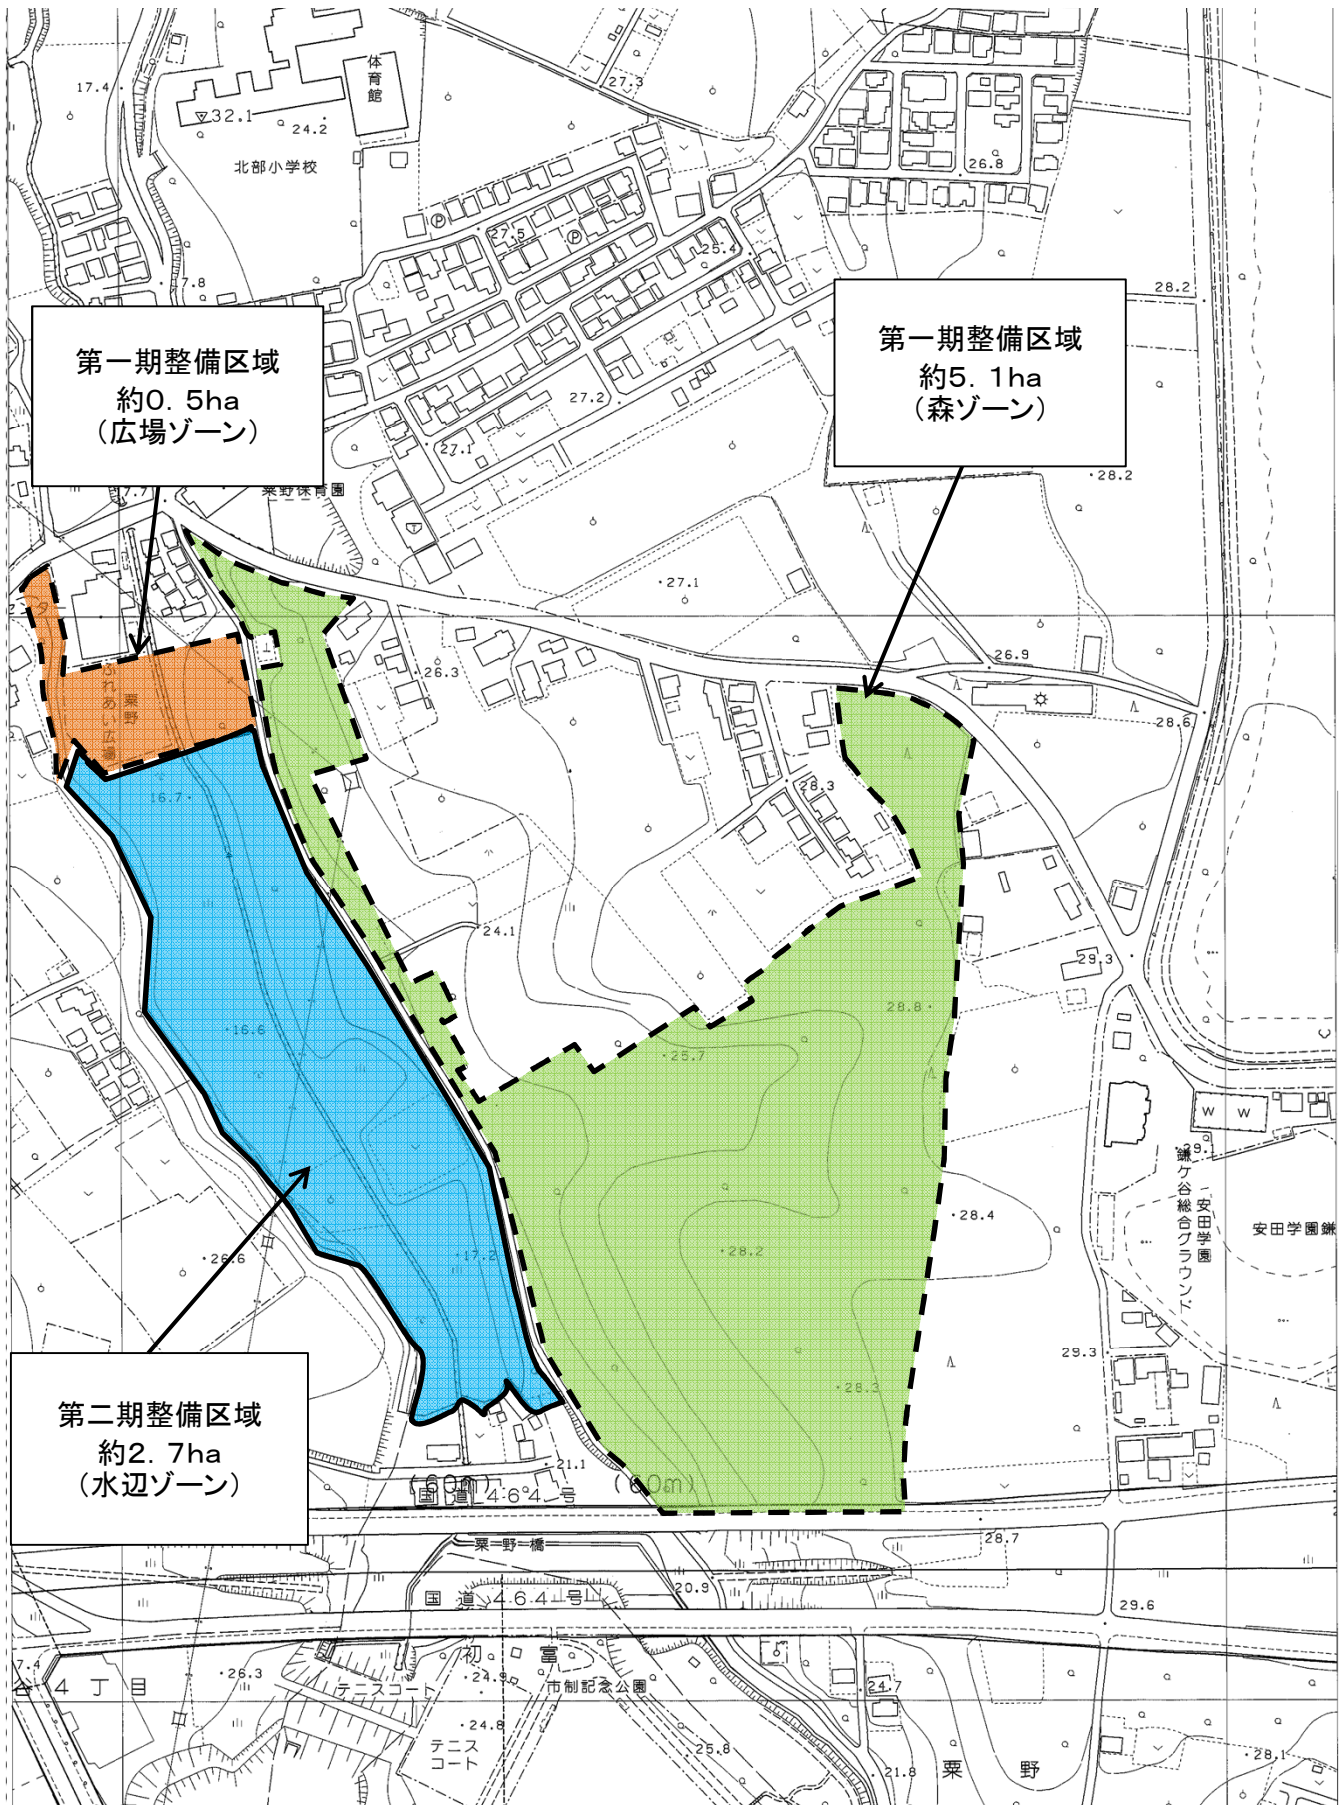 体育館
27.3
17.4
32.1
24.2
北部小学校
26.8
27.5
P
P
25.4
17.8
28.2
第一期整備区域
約0．5ha
（広場ゾーン）
第一期整備区域
約5．1ha
（森ゾーン）
27.2
27.1
28.2
粟野保育園
27.1
26.9
26.3
粟野
ふれあい広場
28.6
28.3
16.7
24.1
29.3
28.8
16.6
25.7
W W
29.1
安田学園
鎌ケ谷総合グラウンド
安田学園鎌
28.4
28.2
17.2
26.6
29.3
28.3
第二期整備区域
約2．7ha
（水辺ゾーン）
21.1
(60m)
(60m)
国道464号
粟野橋
28.7
20.9
国道464号
29.6
初富
7.4
谷4丁目
26.3
テニスコート
24.9
市制記念公園
24.7
24.8
テニス
コート
25.8
21.8
粟野
28.1